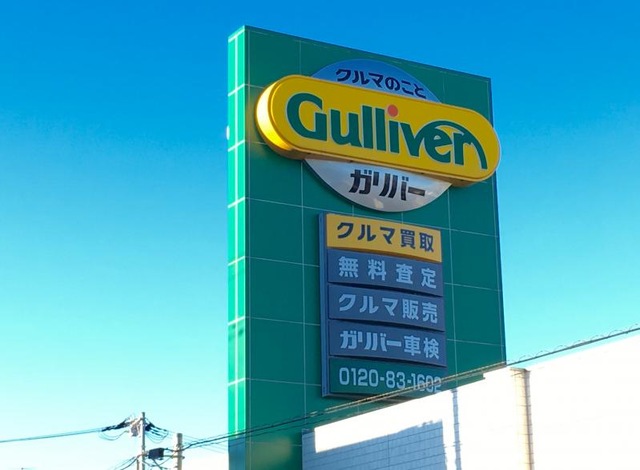 クルマのこと
Gulliver
ガリバー
クルマ買取
無料査定
クルマ販売
ガリバー車検
0120-83-1602